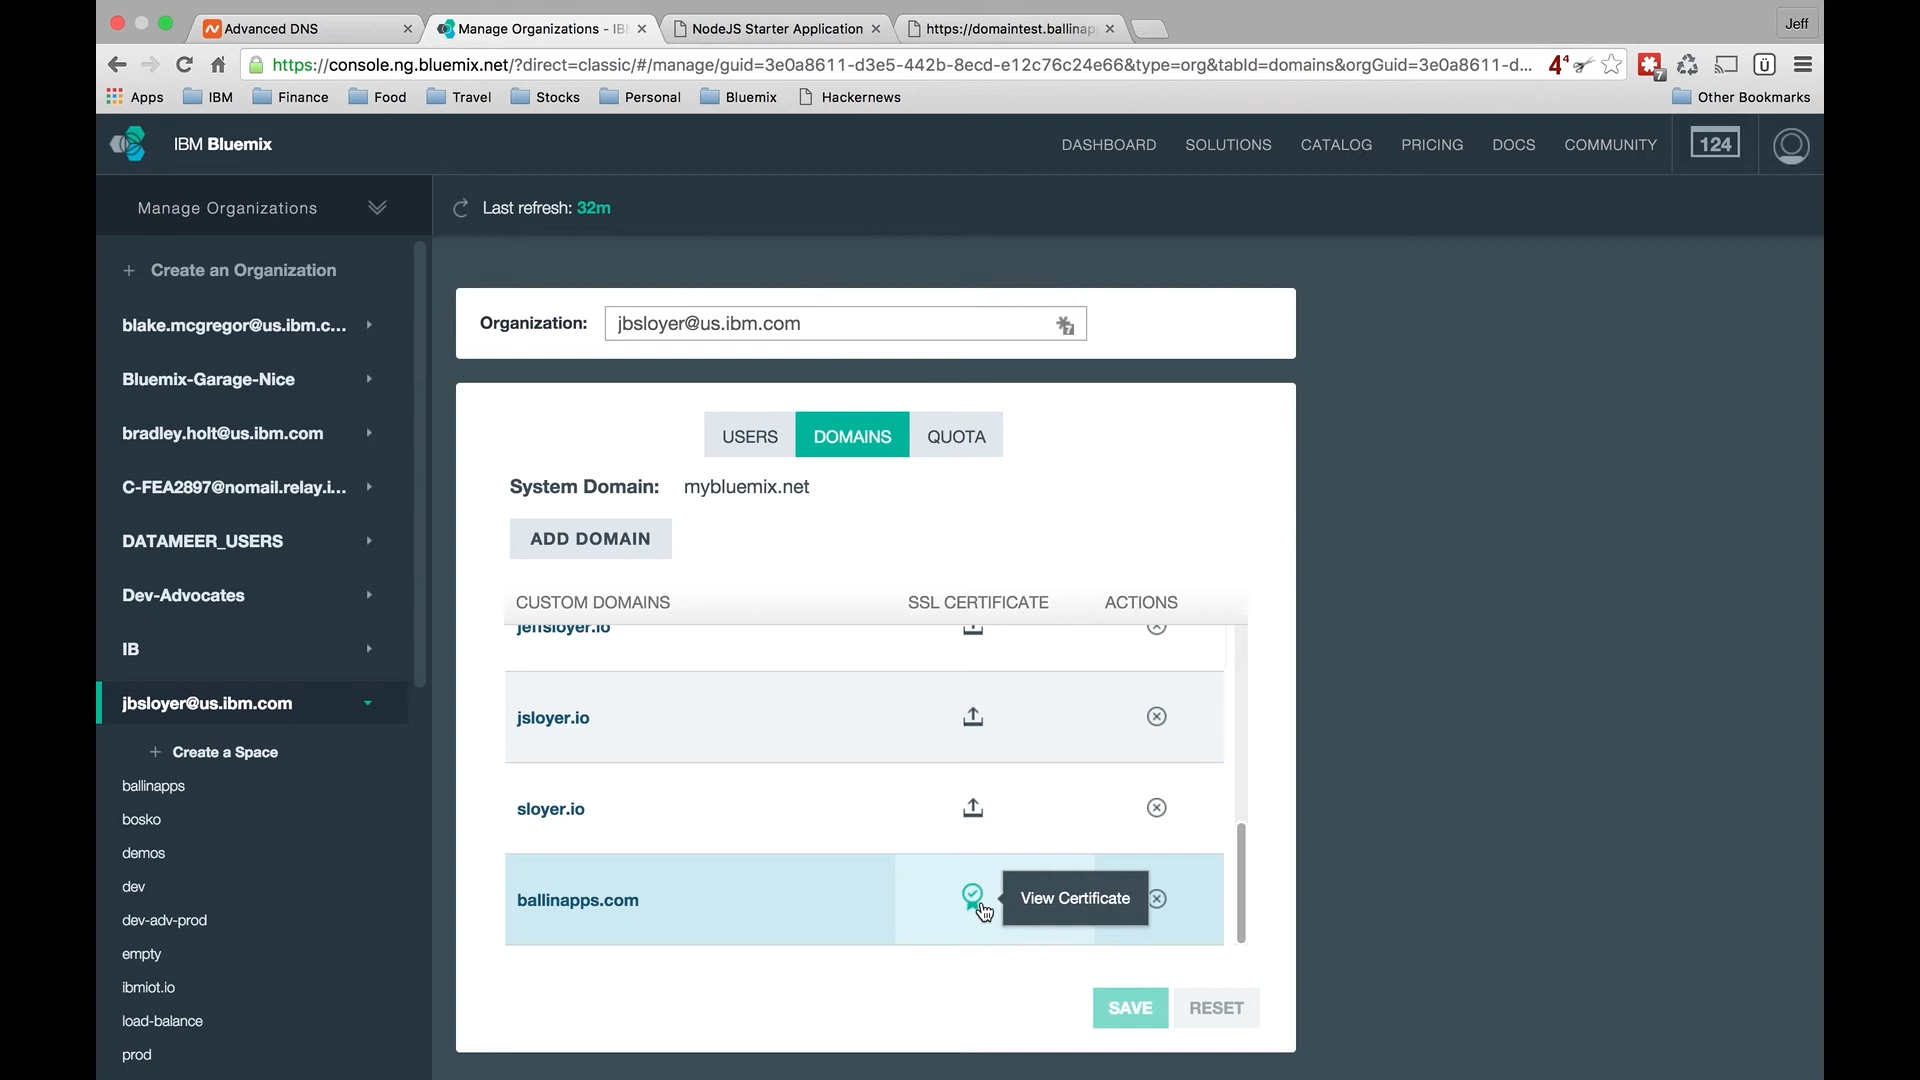 Advanced DNS
Manage Organizations - IB
NodeJS Starter Application
https://domaintest.ballinap
Jeff
https://console.ng.bluemix.net/?direct=classic/#/manage/guid=3e0a8611-d3e5-442b-8ecd-e12c76c24e66&type=org&tabId=domains&orgGuid=3e0a8611-d...
Apps
IBM
Finance
Food
Travel
Stocks
Personal
Bluemix
Hackernews
Other Bookmarks
IBM Bluemix
DASHBOARD
SOLUTIONS
CATALOG
PRICING
DOCS
COMMUNITY
124
Manage Organizations
Last refresh: 32m
+ Create an Organization
blake.mcgregor@us.ibm.c...
Bluemix-Garage-Nice
bradley.holt@us.ibm.com
C-FEA2897@nomail.relay.i...
DATAMEER_USERS
Dev-Advocates
IB
jbsloyer@us.ibm.com
+ Create a Space
ballinapps
bosko
demos
dev
dev-adv-prod
empty
ibmiot.io
load-balance
prod
Organization: jbsloyer@us.ibm.com
USERS
DOMAINS
QUOTA
System Domain: mybluemix.net
ADD DOMAIN
CUSTOM DOMAINS
SSL CERTIFICATE
ACTIONS
jeffsloyer.io
jsloyer.io
sloyer.io
ballinapps.com
View Certificate
SAVE
RESET